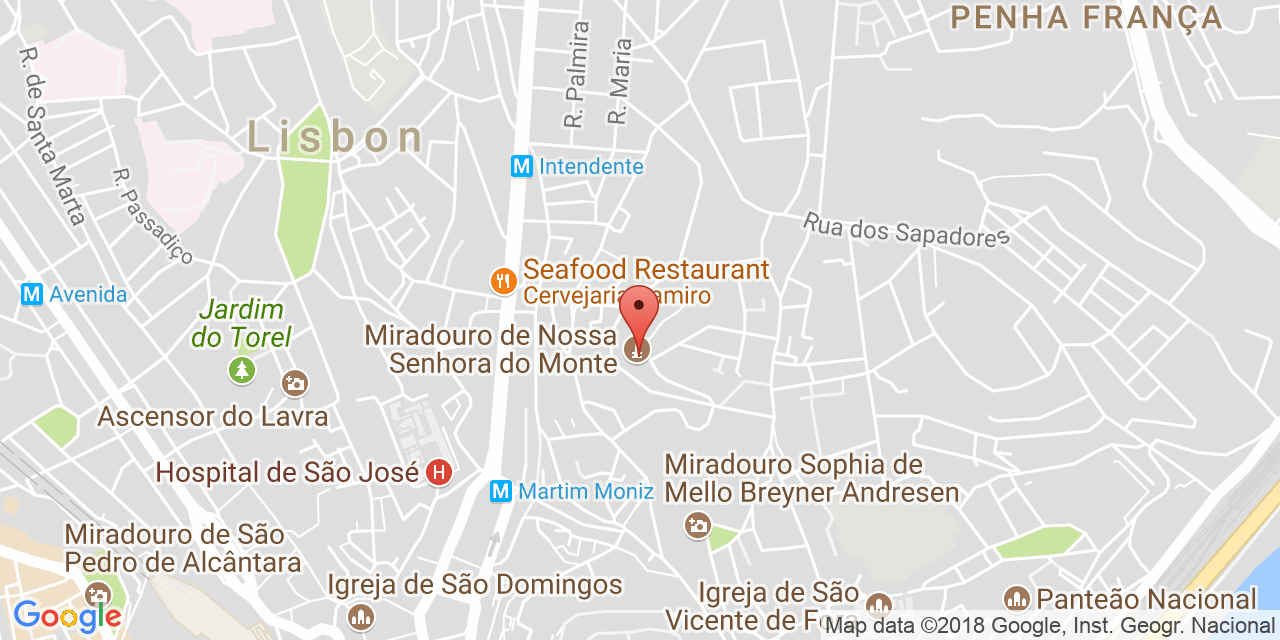 PENHA FRANÇA
R. de Santa Marta
R. Palmira
R. Maria
Lisbon
Intendente
R. Passadiço
Rua dos Sapadores
Seafood Restaurant
Cervejaria
Avenida
Jardim
do Torel
Miradouro de Nossa
Senhora do Monte
Ascensor do Lavra
Hospital de São José
H
Miradouro Sophia de
Mello Breyner Andresen
M Martim Moniz
Miradouro de São
Pedro de Alcântara
Igreja de São Domingos
Igreja de São
Vicente de
Panteão Nacional
Google
Map data ©2018 Google, Inst. Geogr. Nacional